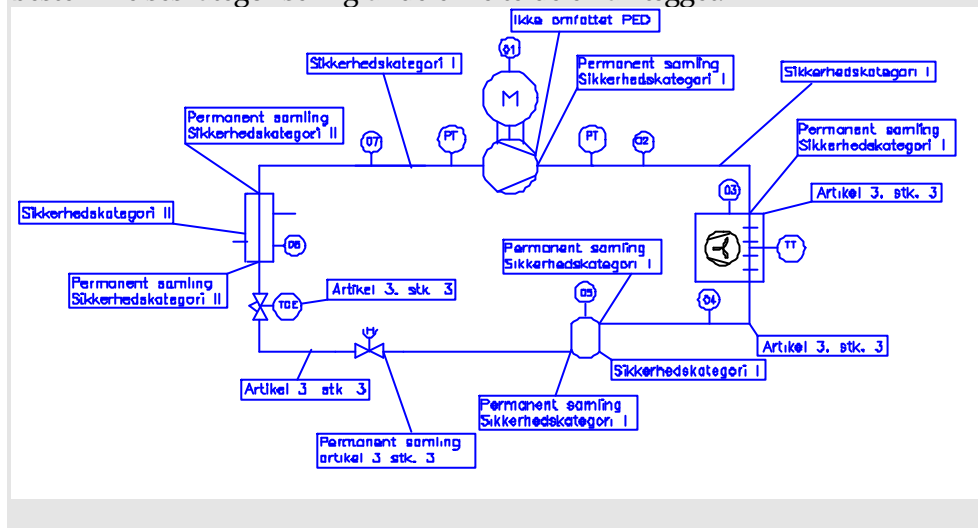 Ikke omfattet PED
01
Sikkerhedskategori I
Permanent samling
Sikkerhedskategori I
Sikkerhedskategori I
M
Permanent samling
Sikkerhedskategori II
07
PT
PT
02
Permanent samling
Sikkerhedskategori I
03
Artikel 3. stk. 3
Sikkerhedskategori II
06
TT
Permanent samling
Sikkerhedskategori I
Permanent samling
Sikkerhedskategori II
Artikel 3. stk 3
TCE
05
04
H
Artikel 3. stk. 3
Artikel 3 stk 3
Sikkerhedskategori I
Permanent samling
Sikkerhedskategori I
Permanent samling
artikel 3 stk. 3